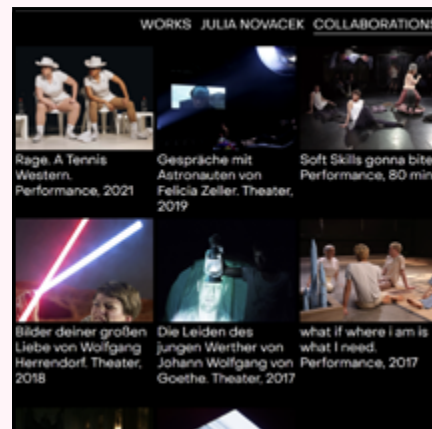 WORKS JULIA NOVACEK COLLABORATIONS
Rage. A Tennis
Western.
Performance, 2021
Gespräche mit
Astronauten von
Felicia Zeller. Theater,
2019
Soft Skills gonna bite
Performance, 80 min
Bilder deiner großen
Liebe von Wolfgang
Herrendorf. Theater,
2018
Die Leiden des
jungen Werther von
Johann Wolfgang von
Goethe. Theater, 2017
what if where i am is
what I need.
Performance, 2017